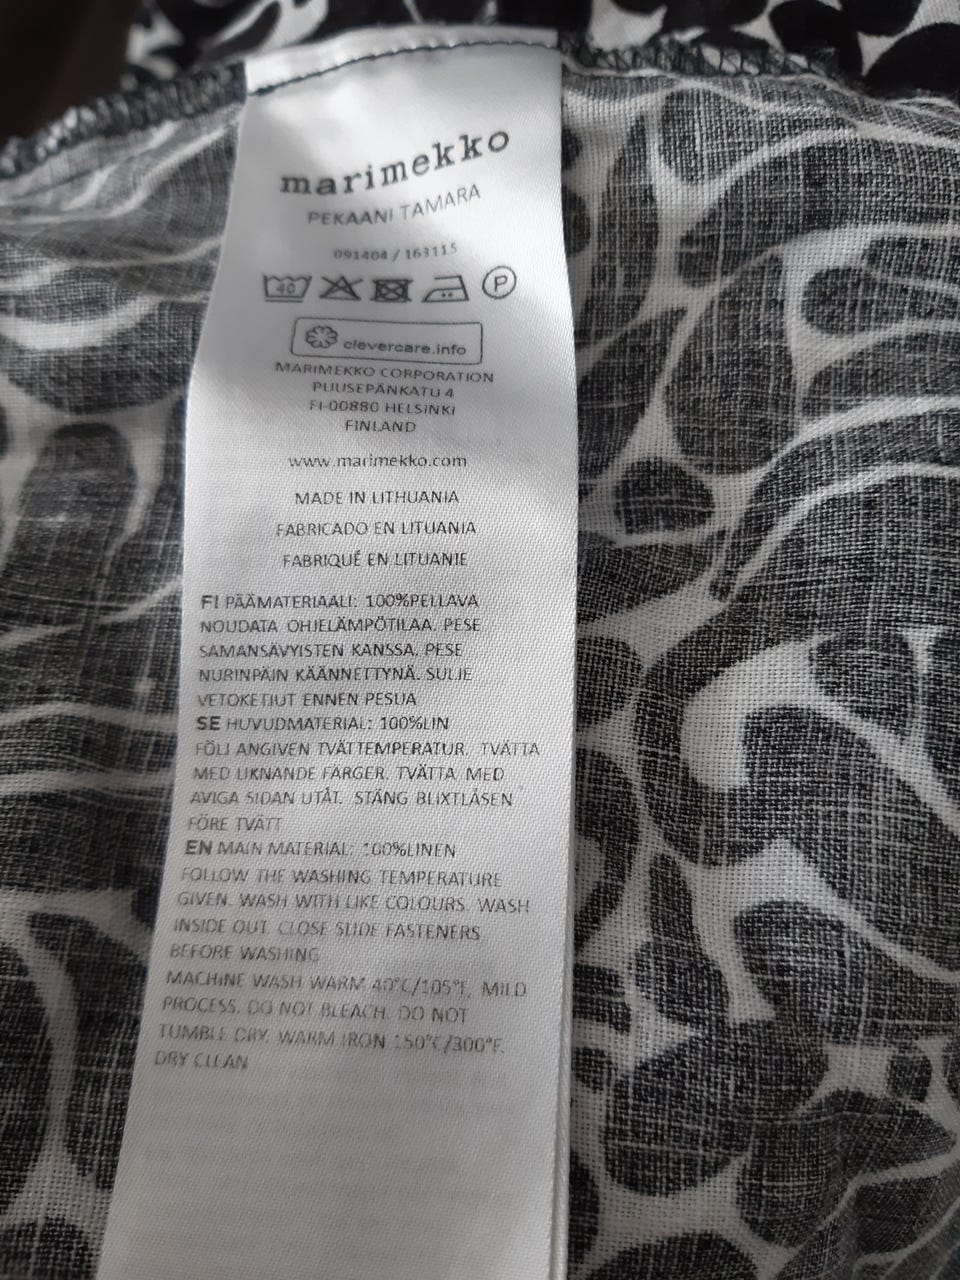 marimekko
PEKAANI TAMARA
091404 / 163115
40 P
clevercare.info
MARIMEKKO CORPORATION
PUUSEPÄNKATU 4
FI-00880 HELSINKI
FINLAND
www.marimekko.com
MADE IN LITHUANIA
FABRICADO EN LITUANIA
FABRIQUÉ EN LITUANIE
FI PÄÄMATERIAALI: 100%PELLAVA
NOUDATA OHJELÄMPÖTILAA. PESE
SAMANSÄVYISTEN KANSSA. PESE
NURINPÄIN KÄÄNNETTYNÄ. SULJE
VETOKETJUT ENNEN PESUA
SE HUVUDMATERIAL: 100%LIN
FÖLJ ANGIVEN TVÄTTEMPERATUR. TVÄTTA
MED LIKNANDE FÄRGER. TVÄTTA MED
AVIGA SIDAN UTÅT. STÄNG BLIXTLÅSEN
FÖRE TVÄTT
EN MAIN MATERIAL: 100%LINEN
FOLLOW THE WASHING TEMPERATURE
GIVEN. WASH WITH LIKE COLOURS. WASH
INSIDE OUT. CLOSE SLIDE FASTENERS
BEFORE WASHING
MACHINE WASH WARM 40°C/105°F, MILD
PROCESS. DO NOT BLEACH. DO NOT
TUMBLE DRY. WARM IRON 150°C/300°F.
DRY CLEAN